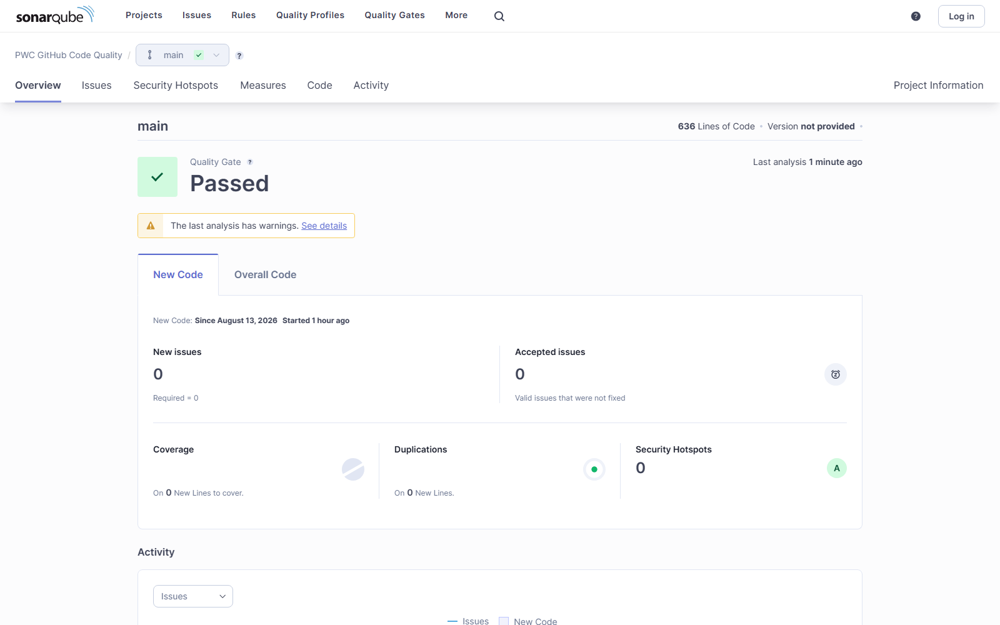 sonarqube Projects Issues Rules Quality Profiles Quality Gates More ? Log in
PWC GitHub Code Quality / main ?
Overview Issues Security Hotspots Measures Code Activity Project Information
main 636 Lines of Code • Version not provided •
Quality Gate ? Last analysis 1 minute ago
Passed
The last analysis has warnings. See details
New Code Overall Code
New Code: Since August 13, 2026 Started 1 hour ago
New issues
0
Required = 0
Accepted issues
0
Valid issues that were not fixed
Coverage
On 0 New Lines to cover.
Duplications
On 0 New Lines.
Security Hotspots
0 A
Activity
Issues
Issues New Code